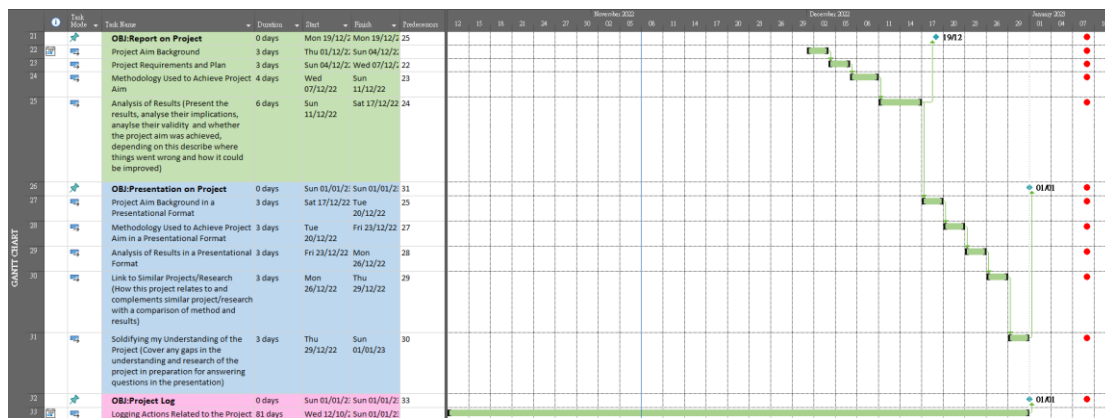 November 2022 December 2022 January 2023
Task Mode Task Name Duration Start Finish Predecessors 12 15 18 21 24 27 30 02 05 08 11 14 17 20 23 26 29 02 05 08 11 14 17 20 23 26 29 01 04 07 10
GANTT CHART
21 OBJ:Report on Project 0 days Mon 19/12/2 Mon 19/12/2 25 19/12
22 Project Aim Background 3 days Thu 01/12/2 Sun 04/12/2
23 Project Requirements and Plan 3 days Sun 04/12/2 Wed 07/12/2 22
24 Methodology Used to Achieve Project 4 days Wed Sun 23
Aim 07/12/22 11/12/22
25 Analysis of Results (Present the 6 days Sun Sat 17/12/22 24
results, analyse their implications, 11/12/22
anaylse their validity and whether
the project aim was achieved,
depending on this describe where
things went wrong and how it could
be improved)
26 OBJ:Presentation on Project 0 days Sun 01/01/2 Sun 01/01/2 31 01/01
27 Project Aim Background in a 3 days Sat 17/12/22 Tue 25
Presentational Format 20/12/22
28 Methodology Used to Achieve Project 3 days Tue Fri 23/12/22 27
Aim in a Presentational Format 20/12/22
29 Analysis of Results in a Presentational 3 days Fri 23/12/22 Mon 28
Format 26/12/22
30 Link to Similar Projects/Research 3 days Mon Thu 29
(How this project relates to and 26/12/22 29/12/22
complements similar project/research
with a comparison of method and
results)
31 Soldifying my Understanding of the 3 days Thu Sun 30
Project (Cover any gaps in the 29/12/22 01/01/23
understanding and research of the
project in preparation for answering
questions in the presentation)
32 OBJ:Project Log 0 days Sun 01/01/2 Sun 01/01/2 33 01/01
33 Logging Actions Related to the Project 81 days Wed 12/10/2 Sun 01/01/2